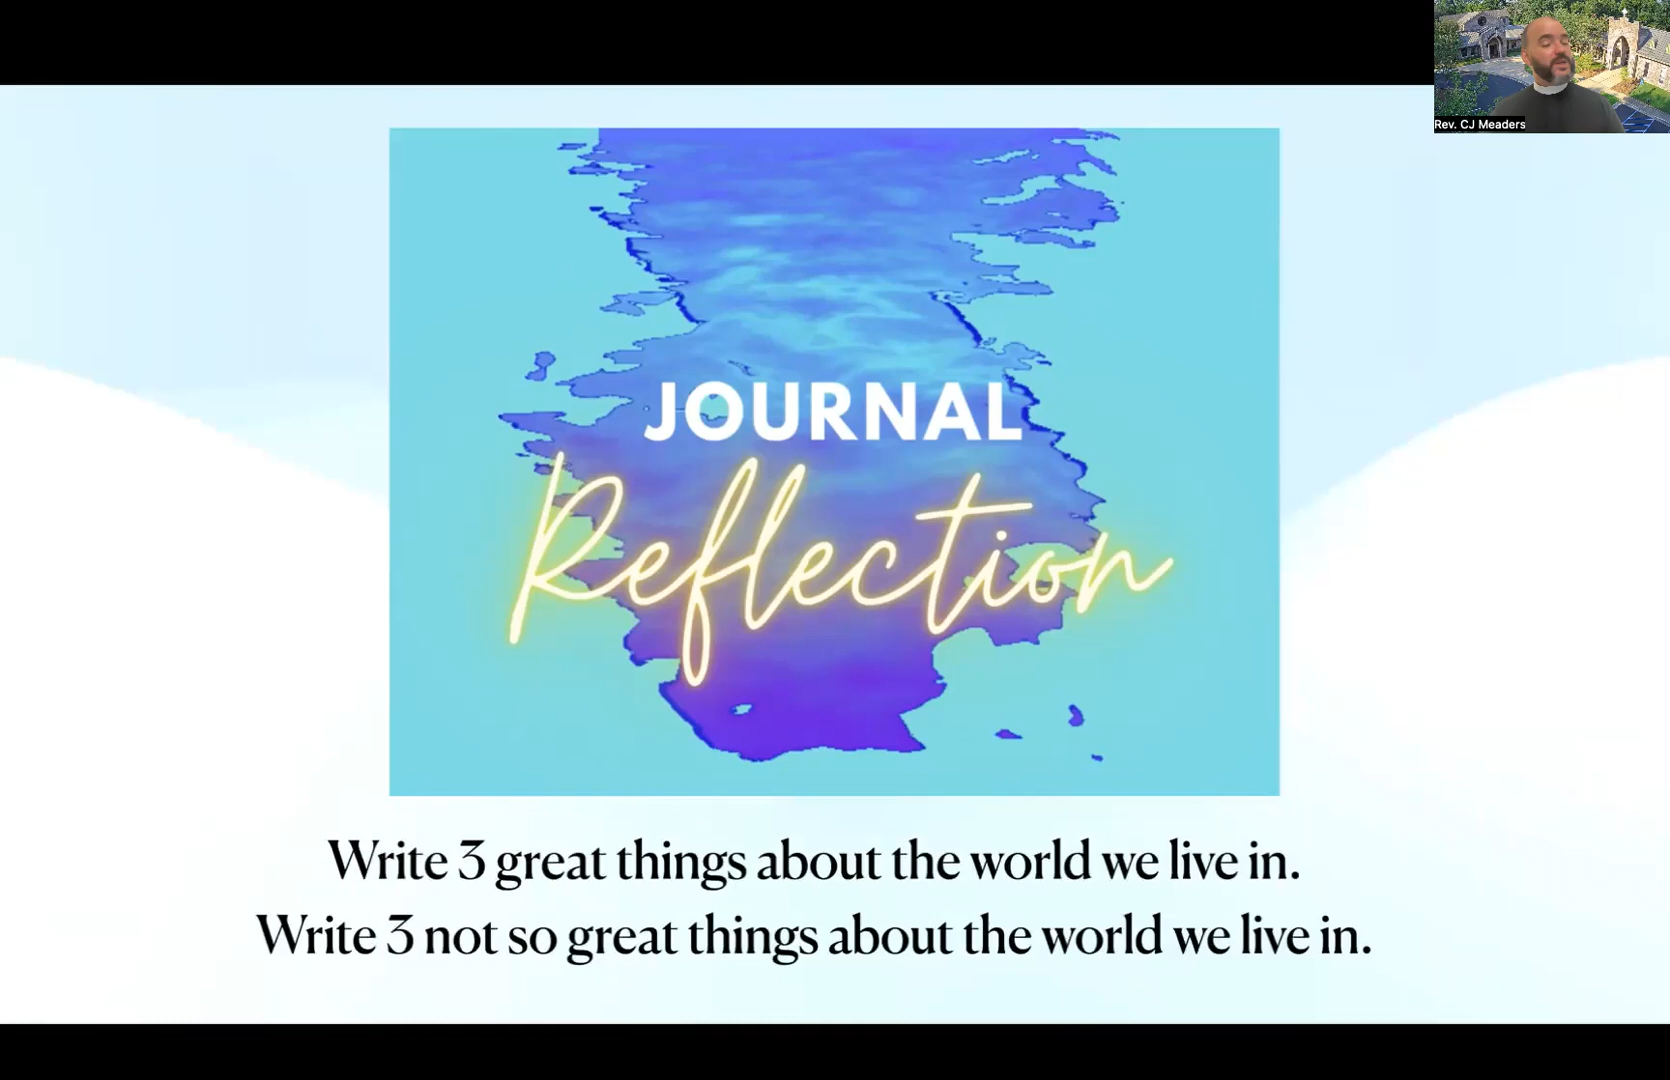 Rev. CJ Meaders
JOURNAL
Reflection
Write 3 great things about the world we live in.
Write 3 not so great things about the world we live in.